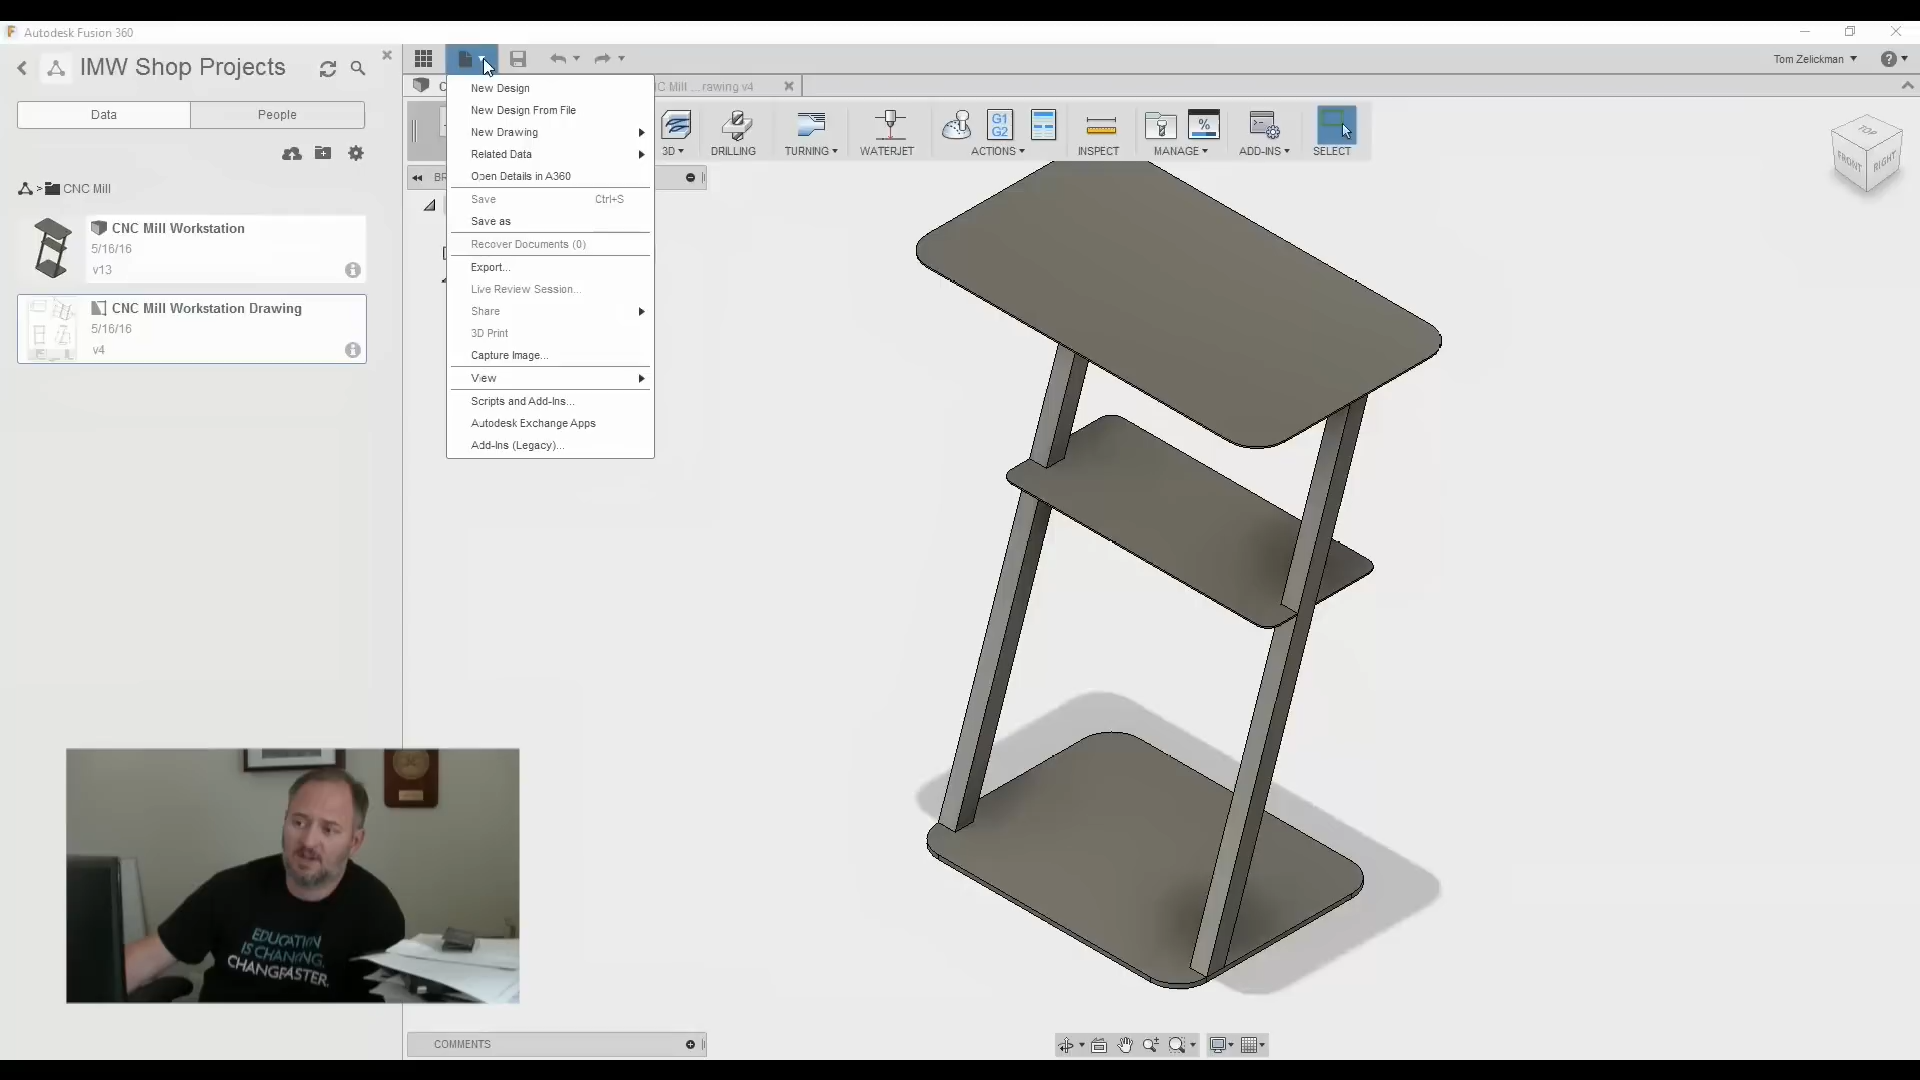 Autodesk Fusion 360
IMW Shop Projects
Tom Zelickman
Data
People
CNC Mill
CNC Mill Workstation
5/16/16
v13
CNC Mill Workstation Drawing
5/16/16
v4
New Design
New Design From File
New Drawing
Related Data
Open Details in A360
Save Ctrl+S
Save as
Recover Documents (0)
Export...
Live Review Session...
Share
3D Print
Capture Image...
View
Scripts and Add-Ins...
Autodesk Exchange Apps
Add-Ins (Legacy)...
...rawing v4
3D
DRILLING
TURNING
WATERJET
G1
G2
ACTIONS
INSPECT
%
MANAGE
ADD-INS
SELECT
BR
TOP
FRONT
RIGHT
EDUCATION
IS CHANGING.
CHANGFASTER.
COMMENTS